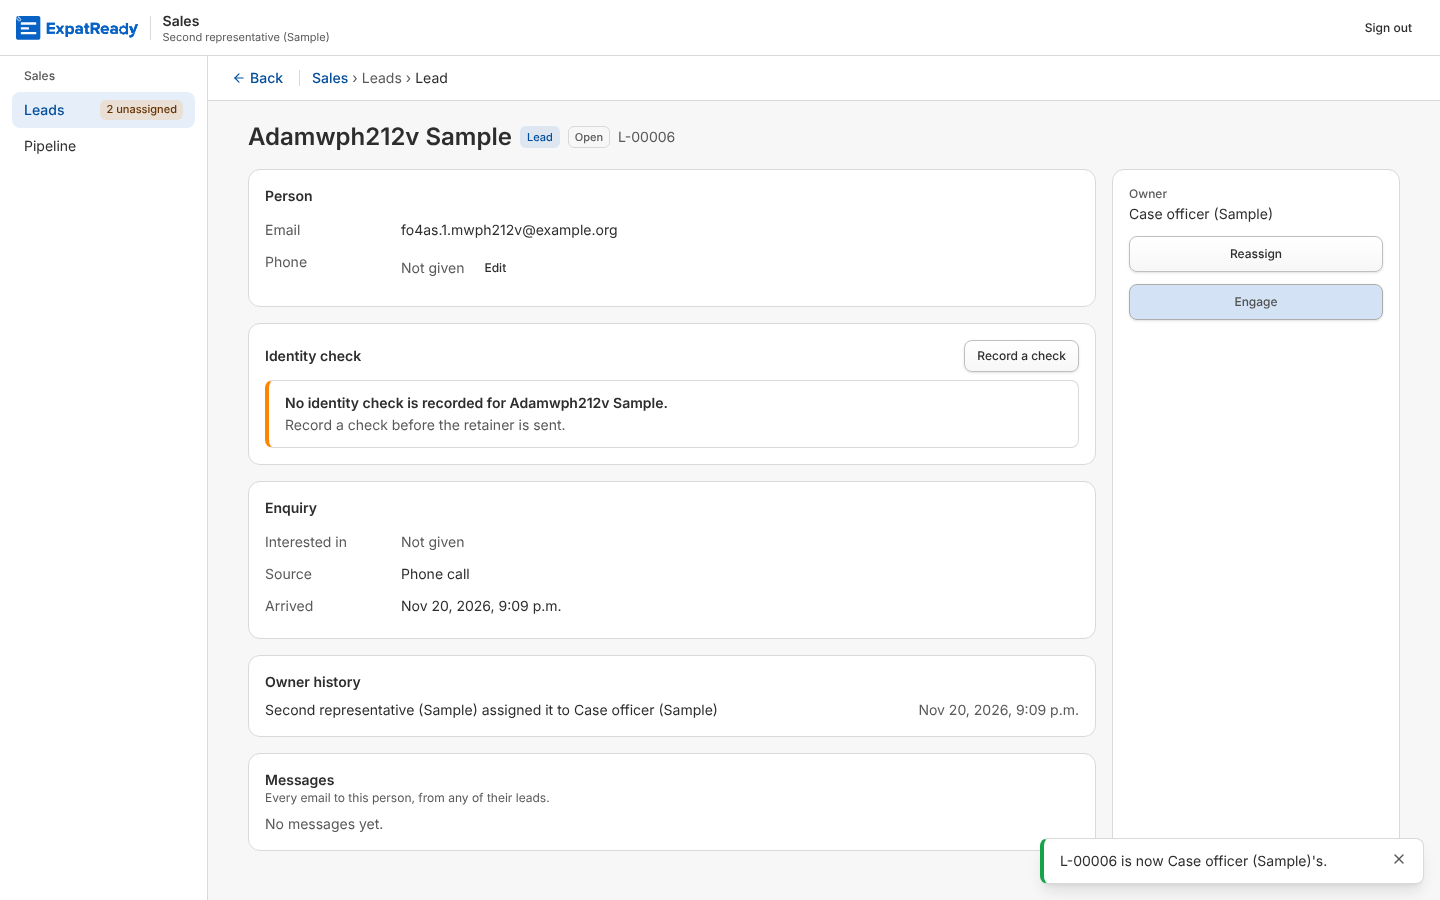 ExpatReady
Sales
Second representative (Sample)
Sign out
Sales
Leads
2 unassigned
Pipeline
← Back
Sales › Leads › Lead
Adamwph212v Sample
Lead
Open
L-00006
Person
Email
fo4as.1.mwph212v@example.org
Phone
Not given
Edit
Identity check
Record a check
No identity check is recorded for Adamwph212v Sample.
Record a check before the retainer is sent.
Enquiry
Interested in
Not given
Source
Phone call
Arrived
Nov 20, 2026, 9:09 p.m.
Owner history
Second representative (Sample) assigned it to Case officer (Sample)
Nov 20, 2026, 9:09 p.m.
Messages
Every email to this person, from any of their leads.
No messages yet.
Owner
Case officer (Sample)
Reassign
Engage
L-00006 is now Case officer (Sample)'s.